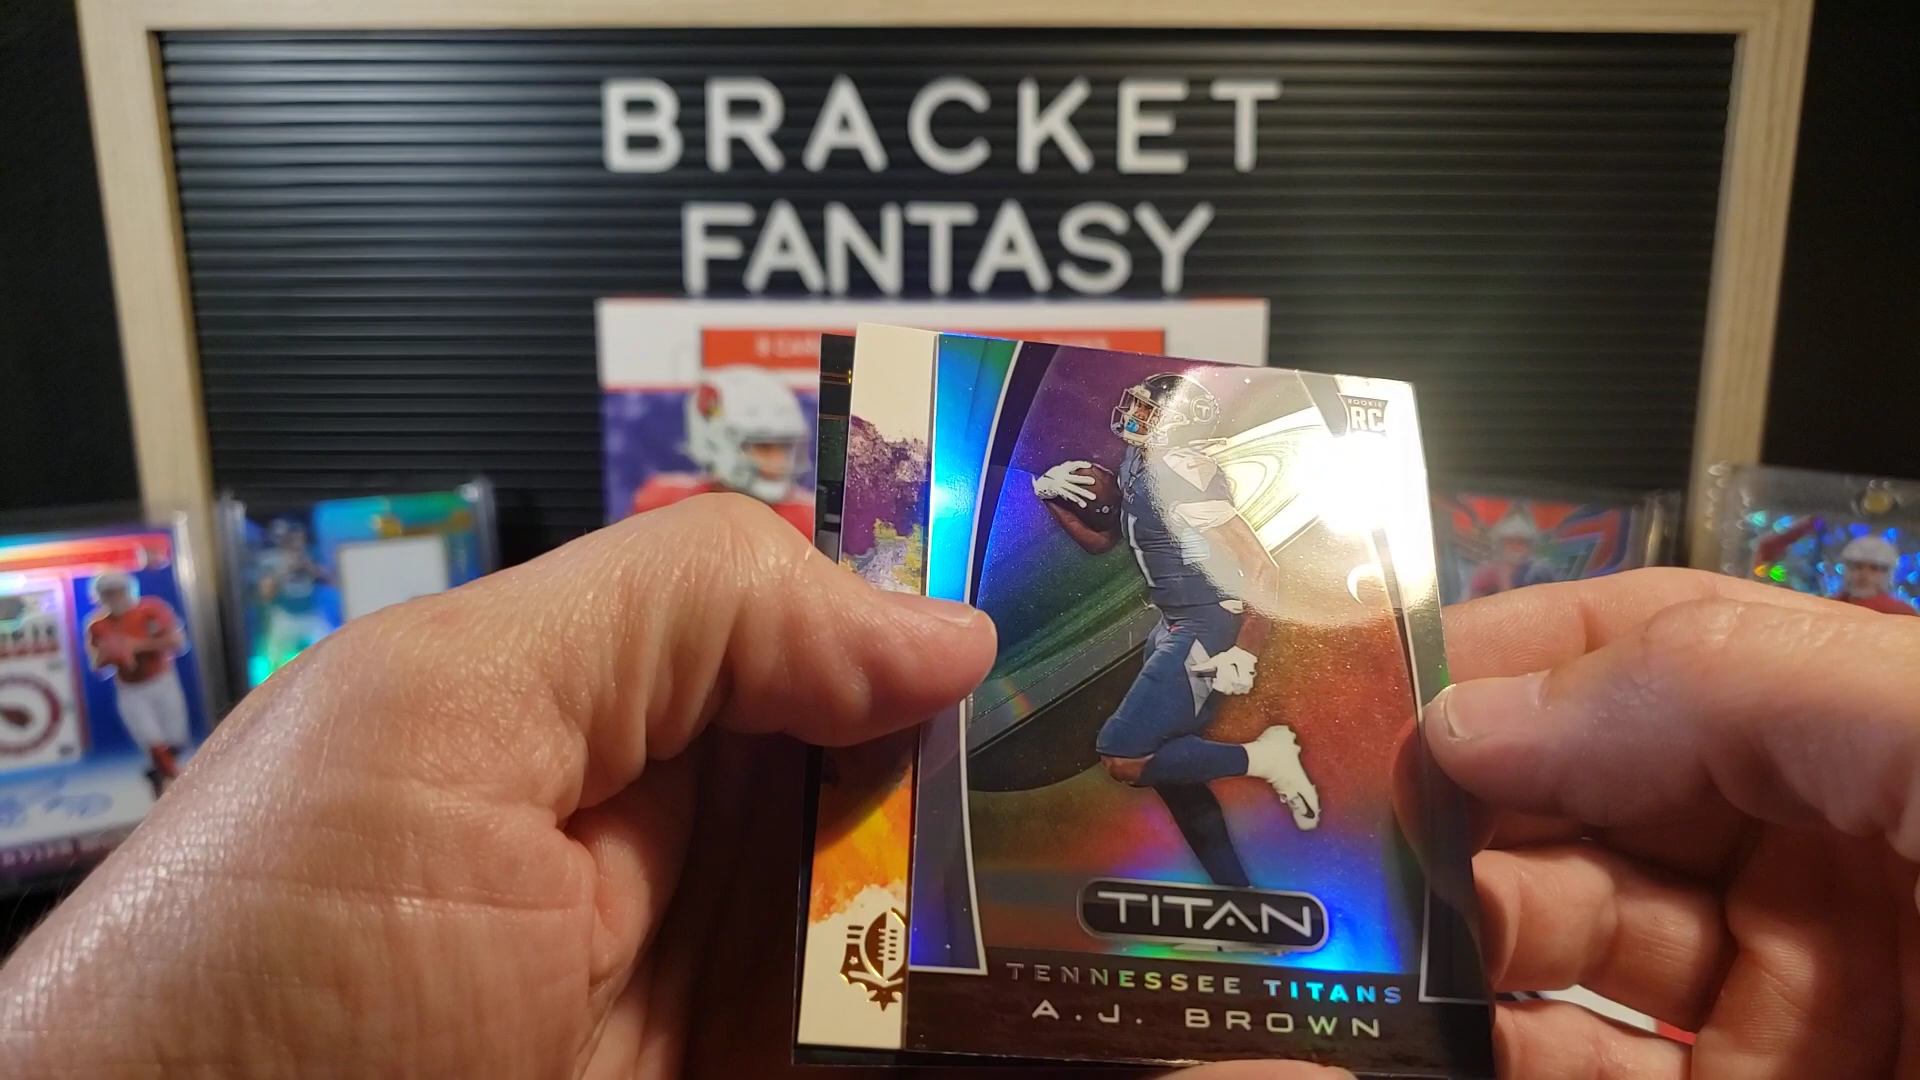 BRACKET
FANTASY
ROOKIE
RC
TITAN
TENNESSEE TITANS
A.J. BROWN